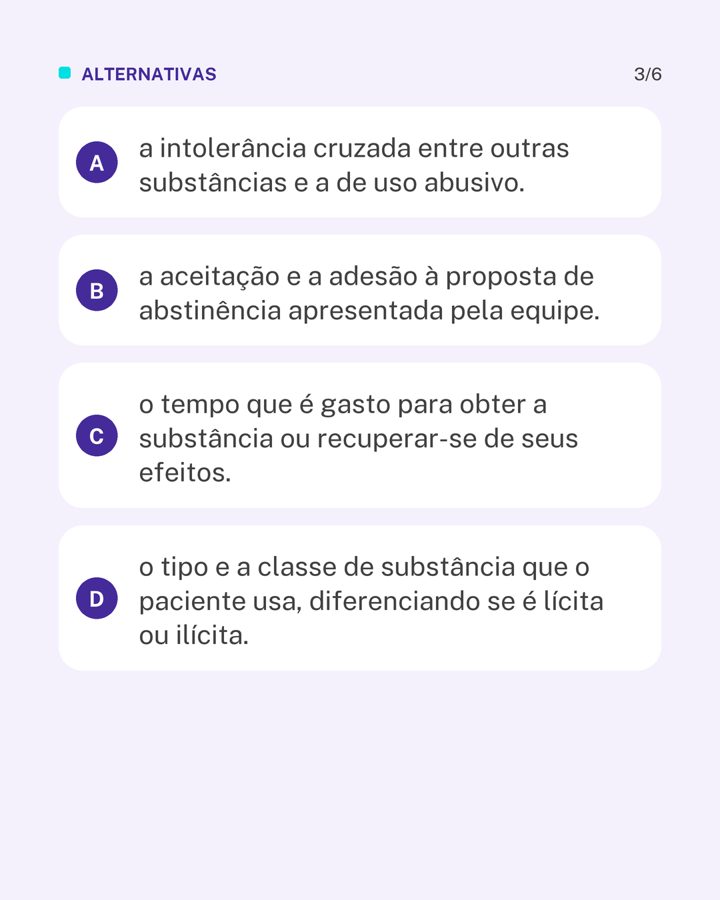 ALTERNATIVAS
3/6
A
a intolerância cruzada entre outras
substâncias e a de uso abusivo.
B
a aceitação e a adesão à proposta de
abstinência apresentada pela equipe.
C
o tempo que é gasto para obter a
substância ou recuperar-se de seus
efeitos.
D
o tipo e a classe de substância que o
paciente usa, diferenciando se é lícita
ou ilícita.